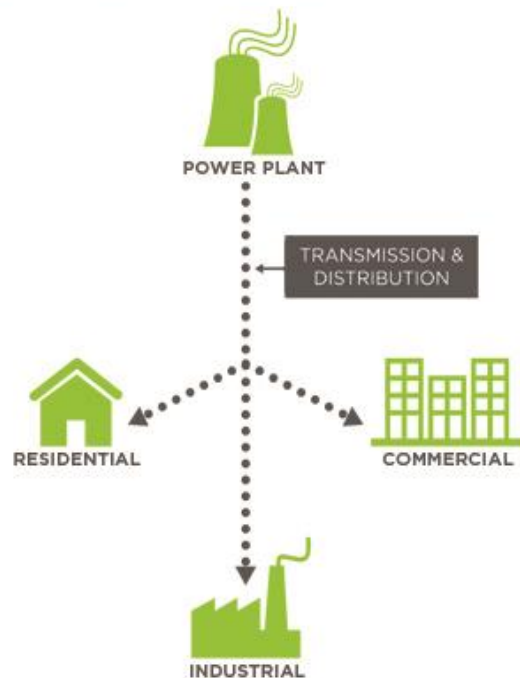 POWER PLANT
TRANSMISSION &
DISTRIBUTION
RESIDENTIAL
COMMERCIAL
INDUSTRIAL